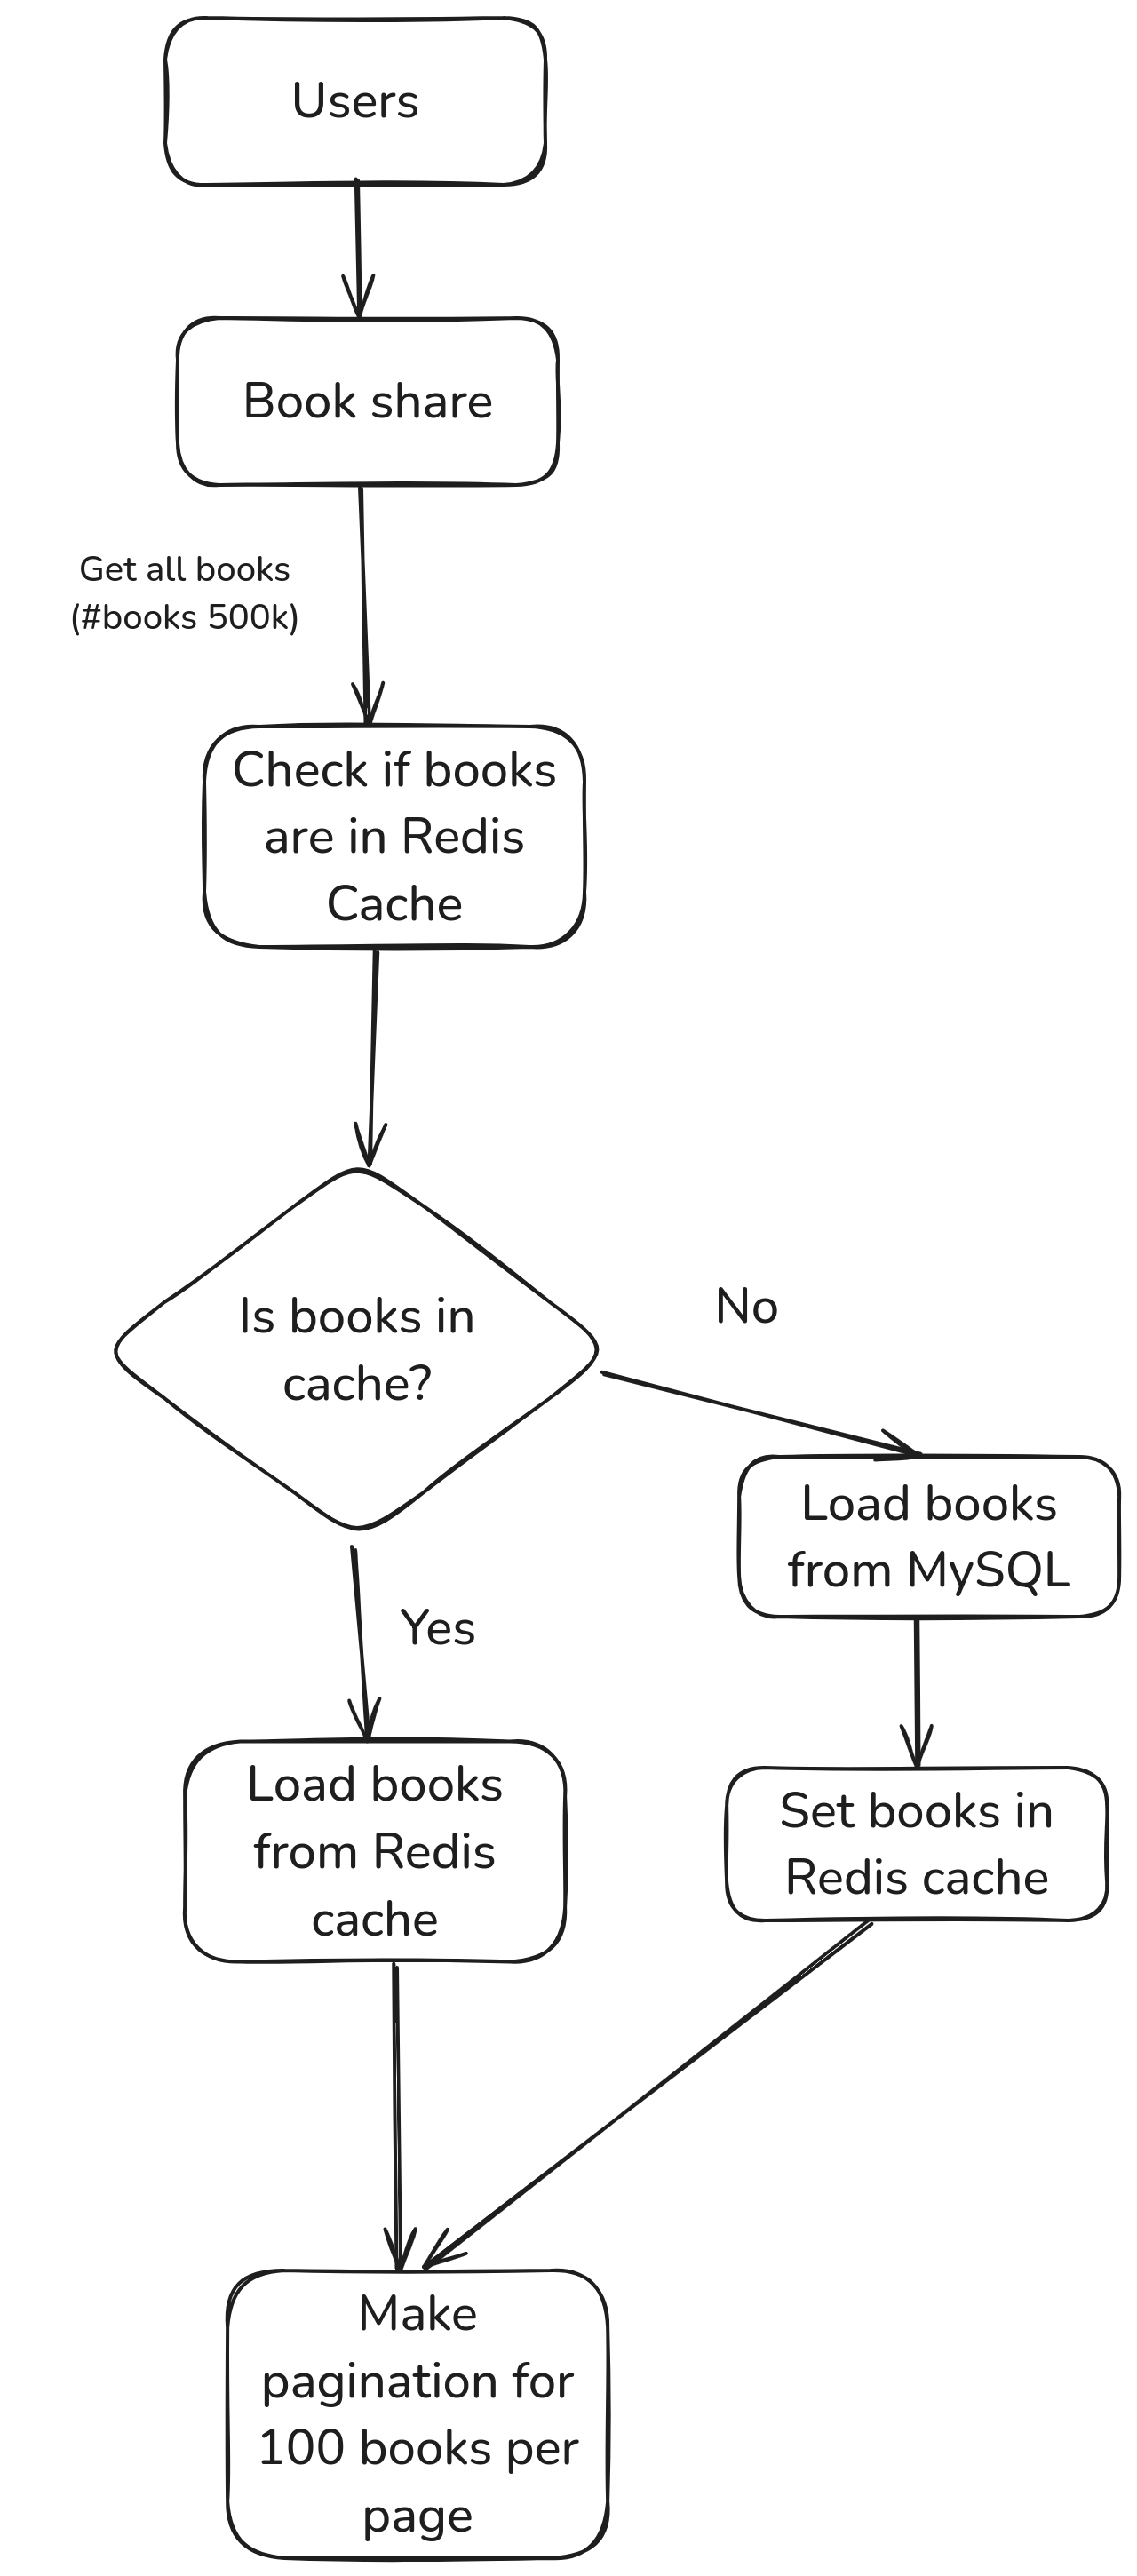 Users
Book share
Get all books
(#books 500k)
Check if books
are in Redis
Cache
Is books in
cache?
No
Yes
Load books
from MySQL
Load books
from Redis
cache
Set books in
Redis cache
Make
pagination for
100 books per
page